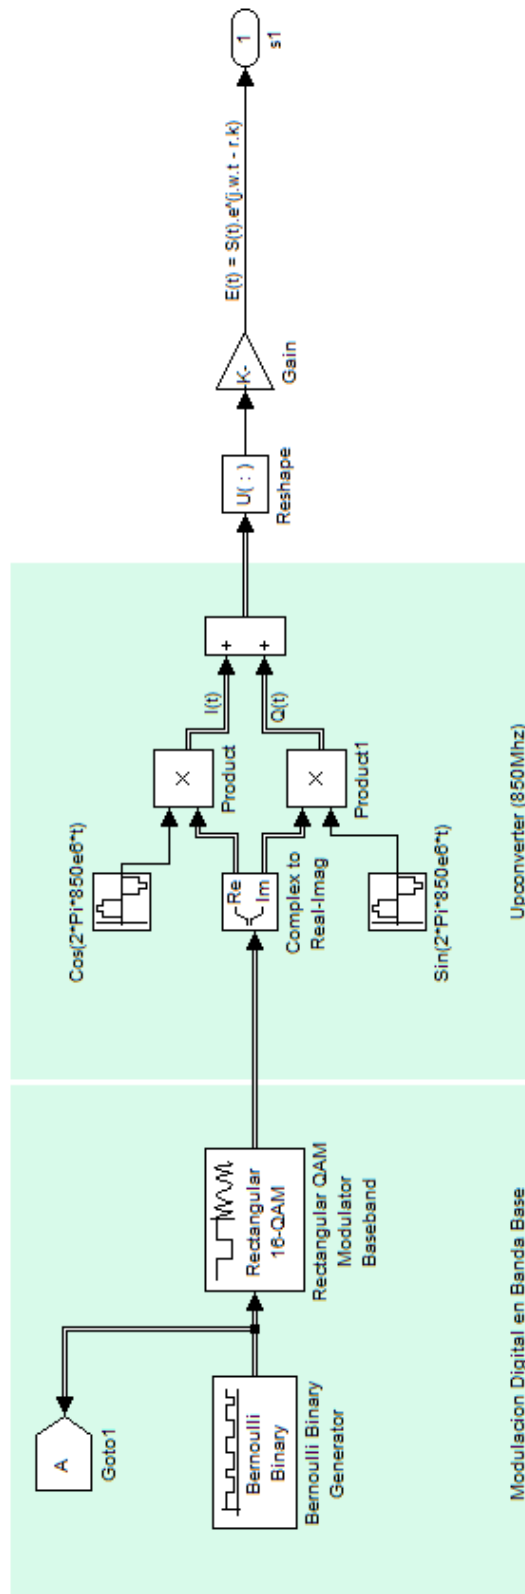 A
Goto1
Bernoulli
Binary
Bernoulli Binary
Generator
Rectangular
16-QAM
Rectangular QAM
Modulator
Baseband
Modulacion Digital en Banda Base
Cos(2*Pi*850e6*t)
Re
Im
Complex to
Real-Imag
Sin(2*Pi*850e6*t)
×
Product
×
Product1
I(t)
Q(t)
+
+
Upconverter (850Mhz)
U( : )
Reshape
-K-
Gain
E(t) = S(t).e^(j.w.t - r.k)
1
s1